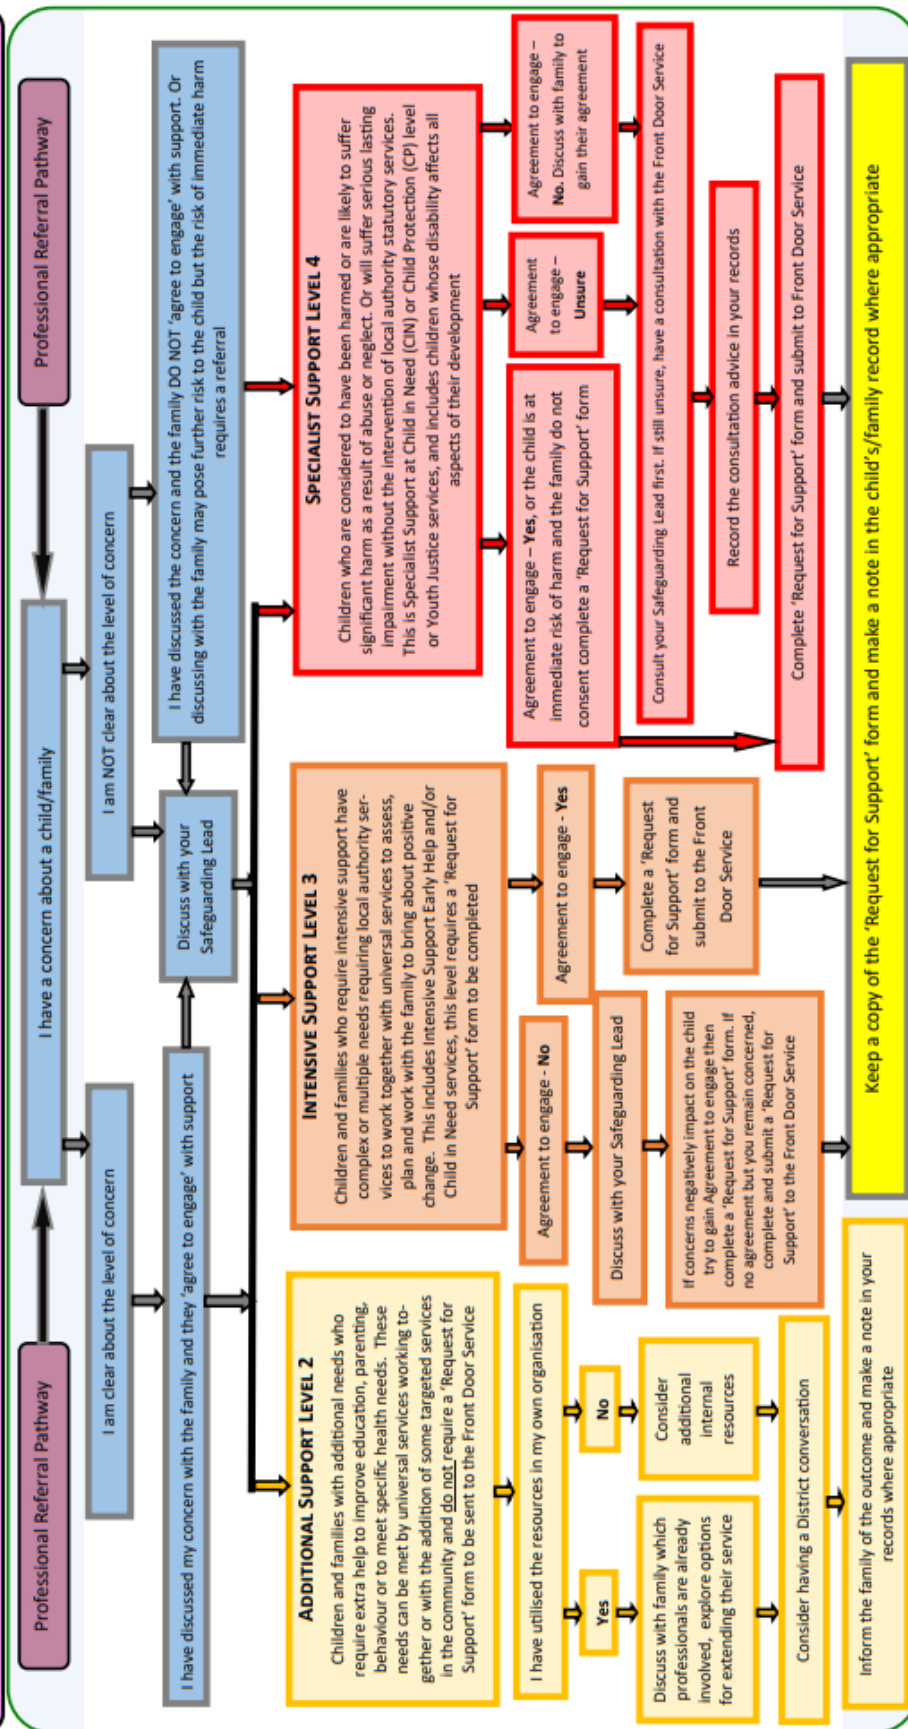 Professional Referral Pathway
Professional Referral Pathway
I have a concern about a child/family
I am clear about the level of concern
I am NOT clear about the level of concern
I have discussed my concern with the family and they 'agree to engage' with support
Discuss with your
Safeguarding Lead
I have discussed the concern and the family DO NOT 'agree to engage' with support. Or
discussing with the family may pose further risk to the child but the risk of immediate harm
requires a referral
ADDITIONAL SUPPORT LEVEL 2
Children and families with additional needs who
require extra help to improve education, parenting,
behaviour or to meet specific health needs. These
needs can be met by universal services working to-
gether or with the addition of some targeted services
in the community and do not require a 'Request for
Support' form to be sent to the Front Door Service
I have utilised the resources in my own organisation
Yes
No
Discuss with family which
professionals are already
involved, explore options
for extending their service
Consider
additional
internal
resources
Consider having a District conversation
Inform the family of the outcome and make a note in your
records where appropriate
INTENSIVE SUPPORT LEVEL 3
Children and families who require intensive support have
complex or multiple needs requiring local authority ser-
vices to work together with universal services to assess,
plan and work with the family to bring about positive
change. This includes Intensive Support Early Help and/or
Child in Need services, this level requires a 'Request for
Support' form to be completed
Agreement to engage - No
Agreement to engage - Yes
Discuss with your Safeguarding Lead
Complete a 'Request
for Support' form and
submit to the Front
Door Service
If concerns negatively impact on the child
try to gain Agreement to engage then
complete a 'Request for Support' form. If
no agreement but you remain concerned,
complete and submit a 'Request for
Support' to the Front Door Service
SPECIALIST SUPPORT LEVEL 4
Children who are considered to have been harmed or are likely to suffer
significant harm as a result of abuse or neglect. Or will suffer serious lasting
impairment without the intervention of local authority statutory services.
This is Specialist Support at Child in Need (CIN) or Child Protection (CP) level
or Youth Justice services, and includes children whose disability affects all
aspects of their development
Agreement to engage – Yes, or the child is at
immediate risk of harm and the family do not
consent complete a 'Request for Support' form
Agreement
to engage –
Unsure
Agreement to engage –
No. Discuss with family to
gain their agreement
Consult your Safeguarding Lead first. If still unsure, have a consultation with the Front Door Service
Record the consultation advice in your records
Complete 'Request for Support' form and submit to Front Door Service
Keep a copy of the 'Request for Support' form and make a note in the child's/family record where appropriate